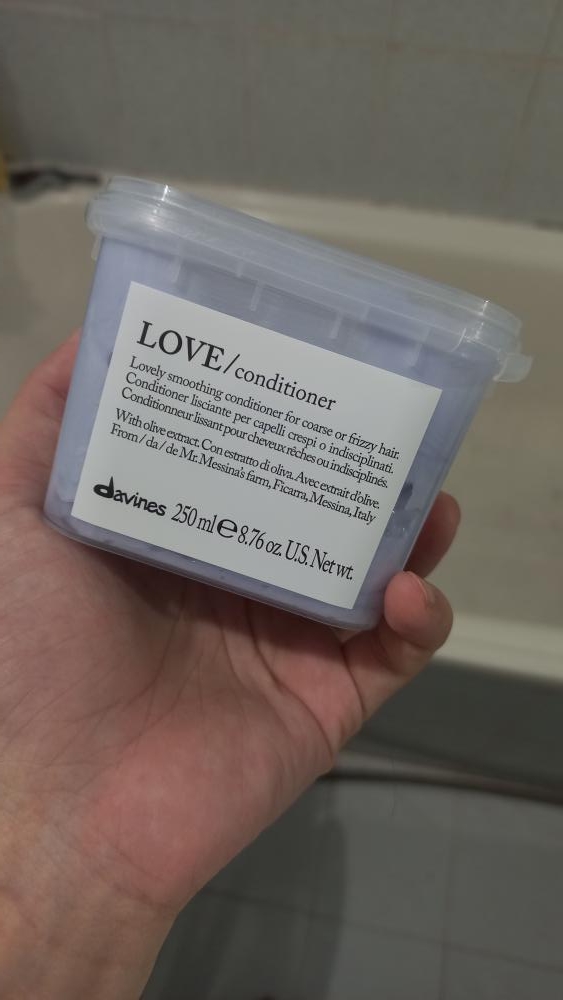 LOVE/conditioner
Lovely smoothing conditioner for coarse or frizzy hair.
Conditioner lisciante per capelli crespi o indisciplinati.
Conditionneur lissant pour cheveux rêches ou indisciplinés.
With olive extract. Con estratto di oliva. Avec extrait d'olive.
From / da / de Mr. Messina's farm, Ficarra, Messina, Italy
davines 250 ml ℮ 8.76 oz. U.S. Net wt.